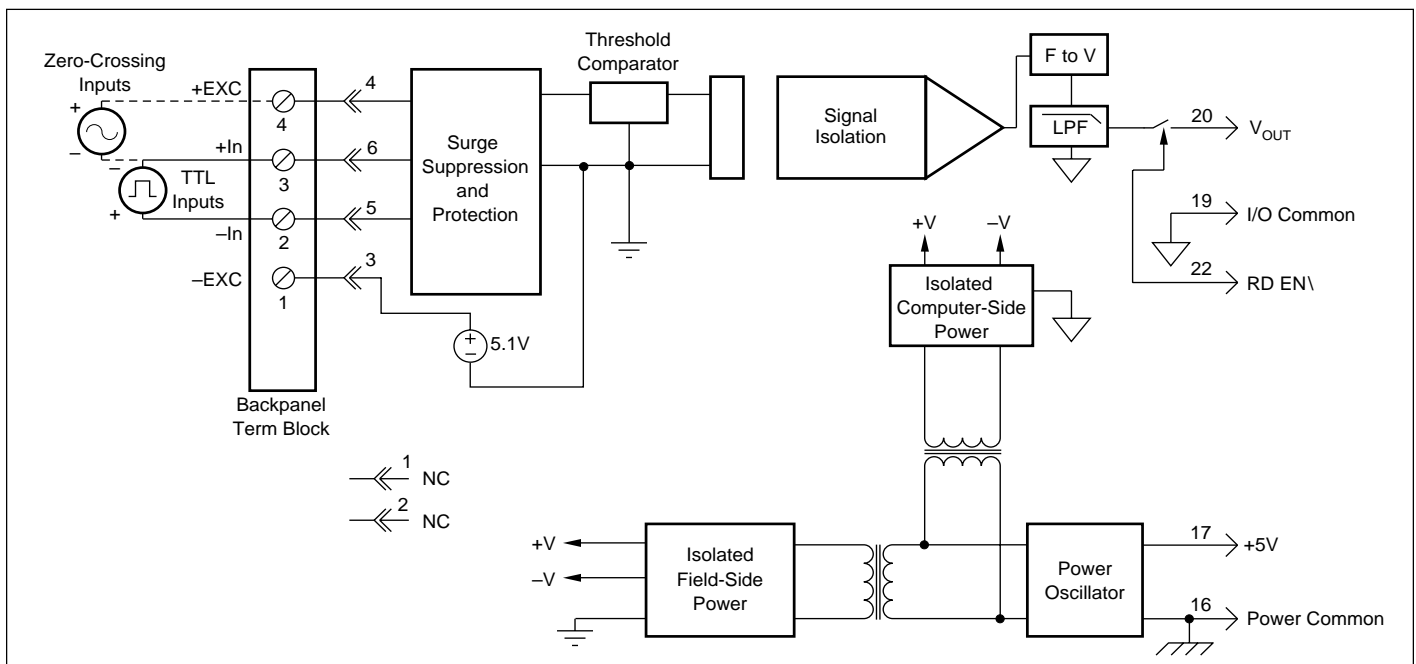 Zero-Crossing
Inputs
+EXC
+
–
+In
–
TTL
Inputs
+
–In
–EXC
4
3
2
1
Backpanel
Term Block
4
6
5
3
Surge
Suppression
and
Protection
+
–
5.1V
Threshold
Comparator
Signal
Isolation
F to V
LPF
20
VOUT
19
I/O Common
22
RD EN\
+V
–V
Isolated
Computer-Side
Power
1
NC
2
NC
+V
–V
Isolated
Field-Side
Power
Power
Oscillator
17
+5V
16
Power Common